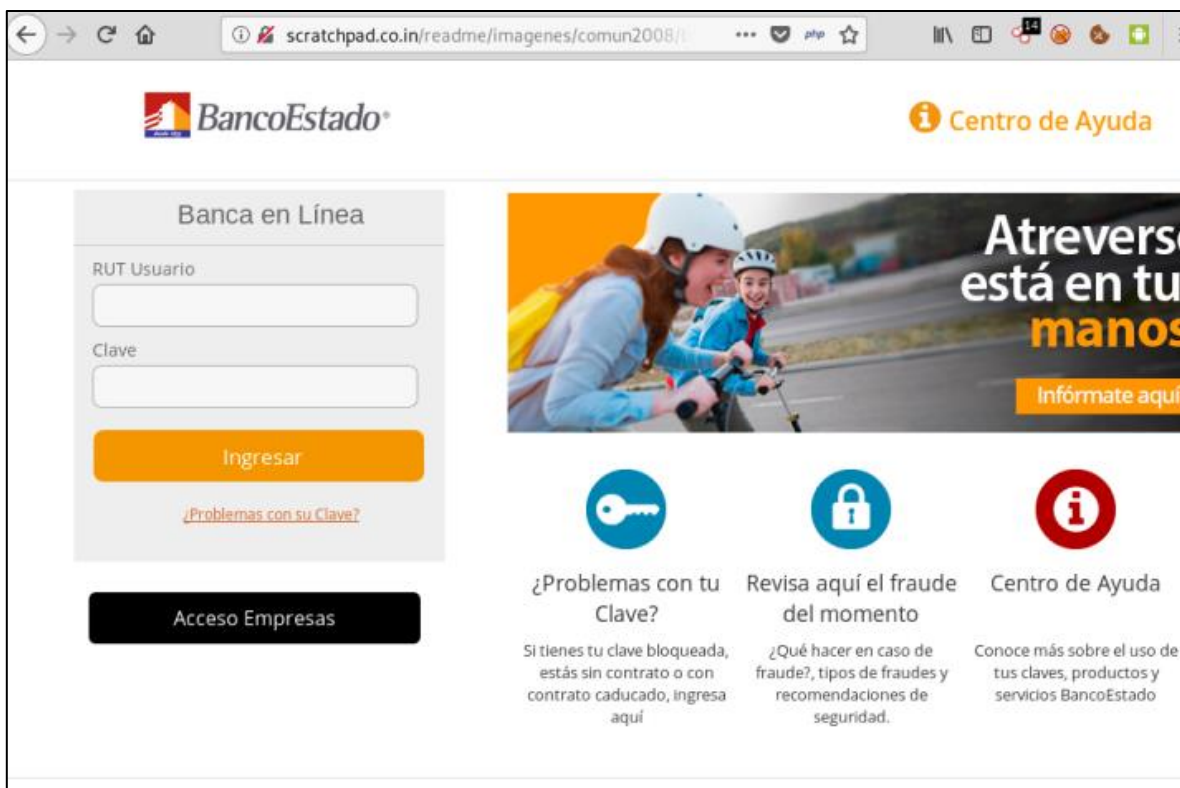 scratchpad.co.in/readme/imagenes/comun2008/
php
14
BancoEstado
Centro de Ayuda
Banca en Línea
RUT Usuario
Clave
Ingresar
¿Problemas con su Clave?
Acceso Empresas
Atreverse
está en tu
manos
Infórmate aquí
¿Problemas con tu
Clave?
Si tienes tu clave bloqueada,
estás sin contrato o con
contrato caducado, ingresa
aquí
Revisa aquí el fraude
del momento
¿Qué hacer en caso de
fraude?, tipos de fraudes y
recomendaciones de
seguridad.
Centro de Ayuda
Conoce más sobre el uso de
tus claves, productos y
servicios BancoEstado